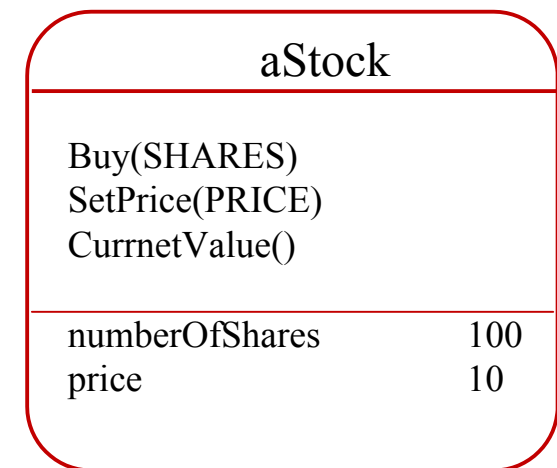 aStock
Buy(SHARES)
SetPrice(PRICE)
CurrnetValue()
numberOfShares 100
price 10